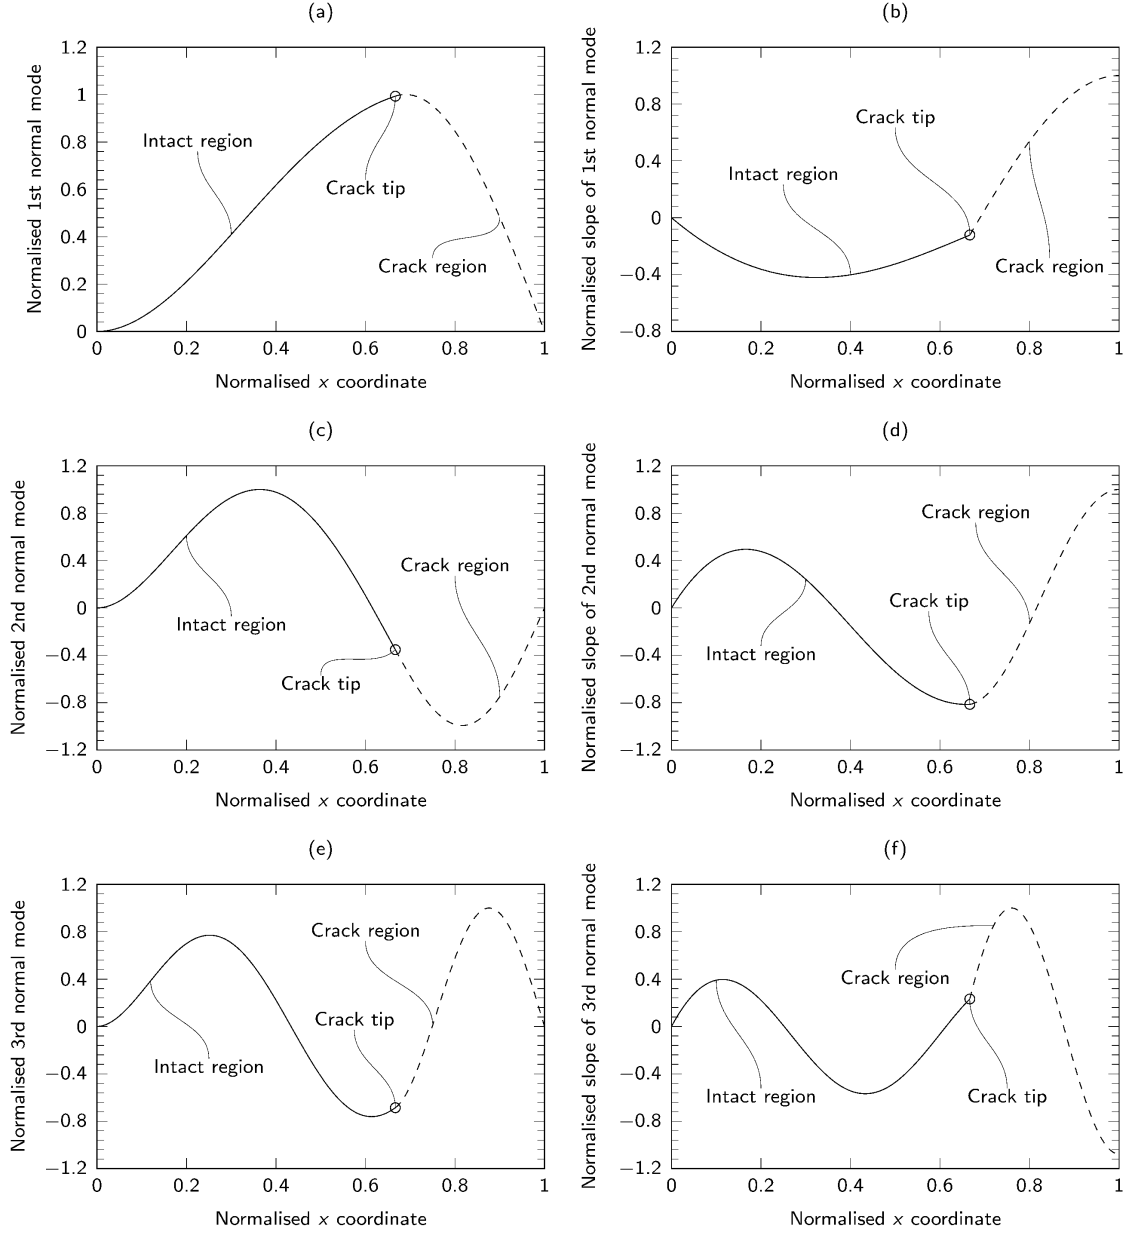 (a)
Normalised 1st normal mode
1.2
1
0.8
0.6
0.4
0.2
0
Intact region
Crack tip
Crack region
0 0.2 0.4 0.6 0.8 1
Normalised x coordinate
(b)
Normalised slope of 1st normal mode
1.2
0.8
0.4
0
−0.4
−0.8
Crack tip
Intact region
Crack region
0 0.2 0.4 0.6 0.8 1
Normalised x coordinate
(c)
Normalised 2nd normal mode
1.2
0.8
0.4
0
−0.4
−0.8
−1.2
Crack region
Intact region
Crack tip
0 0.2 0.4 0.6 0.8 1
Normalised x coordinate
(d)
Normalised slope of 2nd normal mode
1.2
0.8
0.4
0
−0.4
−0.8
−1.2
Crack region
Crack tip
Intact region
0 0.2 0.4 0.6 0.8 1
Normalised x coordinate
(e)
Normalised 3rd normal mode
1.2
0.8
0.4
0
−0.4
−0.8
−1.2
Crack region
Crack tip
Intact region
0 0.2 0.4 0.6 0.8 1
Normalised x coordinate
(f)
Normalised slope of 3rd normal mode
1.2
0.8
0.4
0
−0.4
−0.8
−1.2
Crack region
Intact region
Crack tip
0 0.2 0.4 0.6 0.8 1
Normalised x coordinate